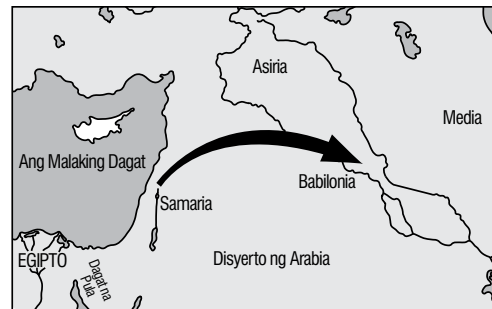 Asiria
Media
Ang Malaking Dagat
Babilonia
Samaria
EGIPTO
Disyerto ng Arabia
Dagat na
Pula